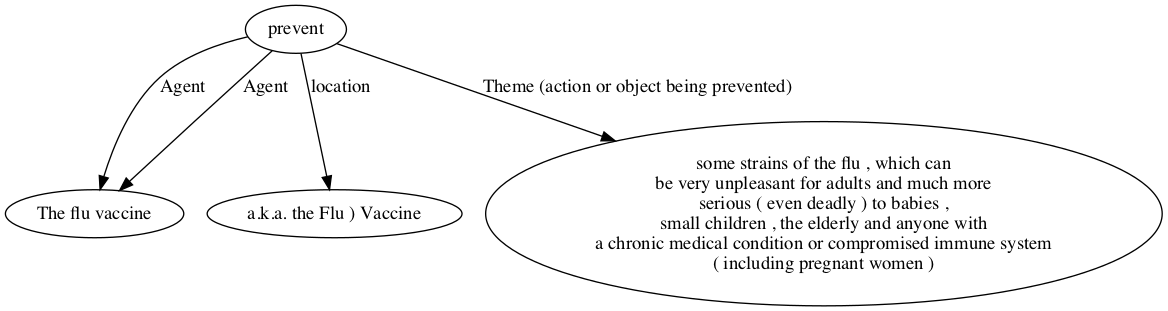 prevent
Agent
Agent
location
Theme (action or object being prevented)
The flu vaccine
a.k.a. the Flu ) Vaccine
some strains of the flu , which can
be very unpleasant for adults and much more
serious ( even deadly ) to babies ,
small children , the elderly and anyone with
a chronic medical condition or compromised immune system
( including pregnant women )